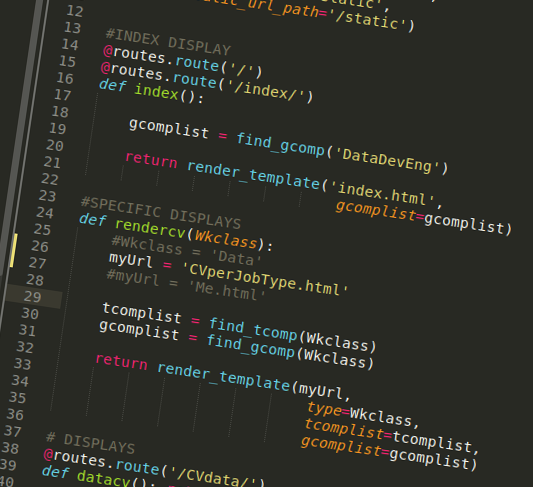 static',
tic_url_path='/static')
12
13
14 #INDEX DISPLAY
15 @routes.route('/')
16 @routes.route('/index/')
17 def index():
18
19 gcomplist = find_gcomp('DataDevEng')
20
21 return render_template('index.html',
22 gcomplist=gcomplist)
23
24 #SPECIFIC DISPLAYS
25 def rendercv(Wkclass):
26 #Wkclass = 'Data'
27 myUrl = 'CVperJobType.html'
28 #myUrl = 'Me.html'
29
30 tcomplist = find_tcomp(Wkclass)
31 gcomplist = find_gcomp(Wkclass)
32
33 return render_template(myUrl,
34 type=Wkclass,
35 tcomplist=tcomplist,
36 gcomplist=gcomplist)
37
38 # DISPLAYS
39 @routes.route('/CVdata/')
40 def datacv():